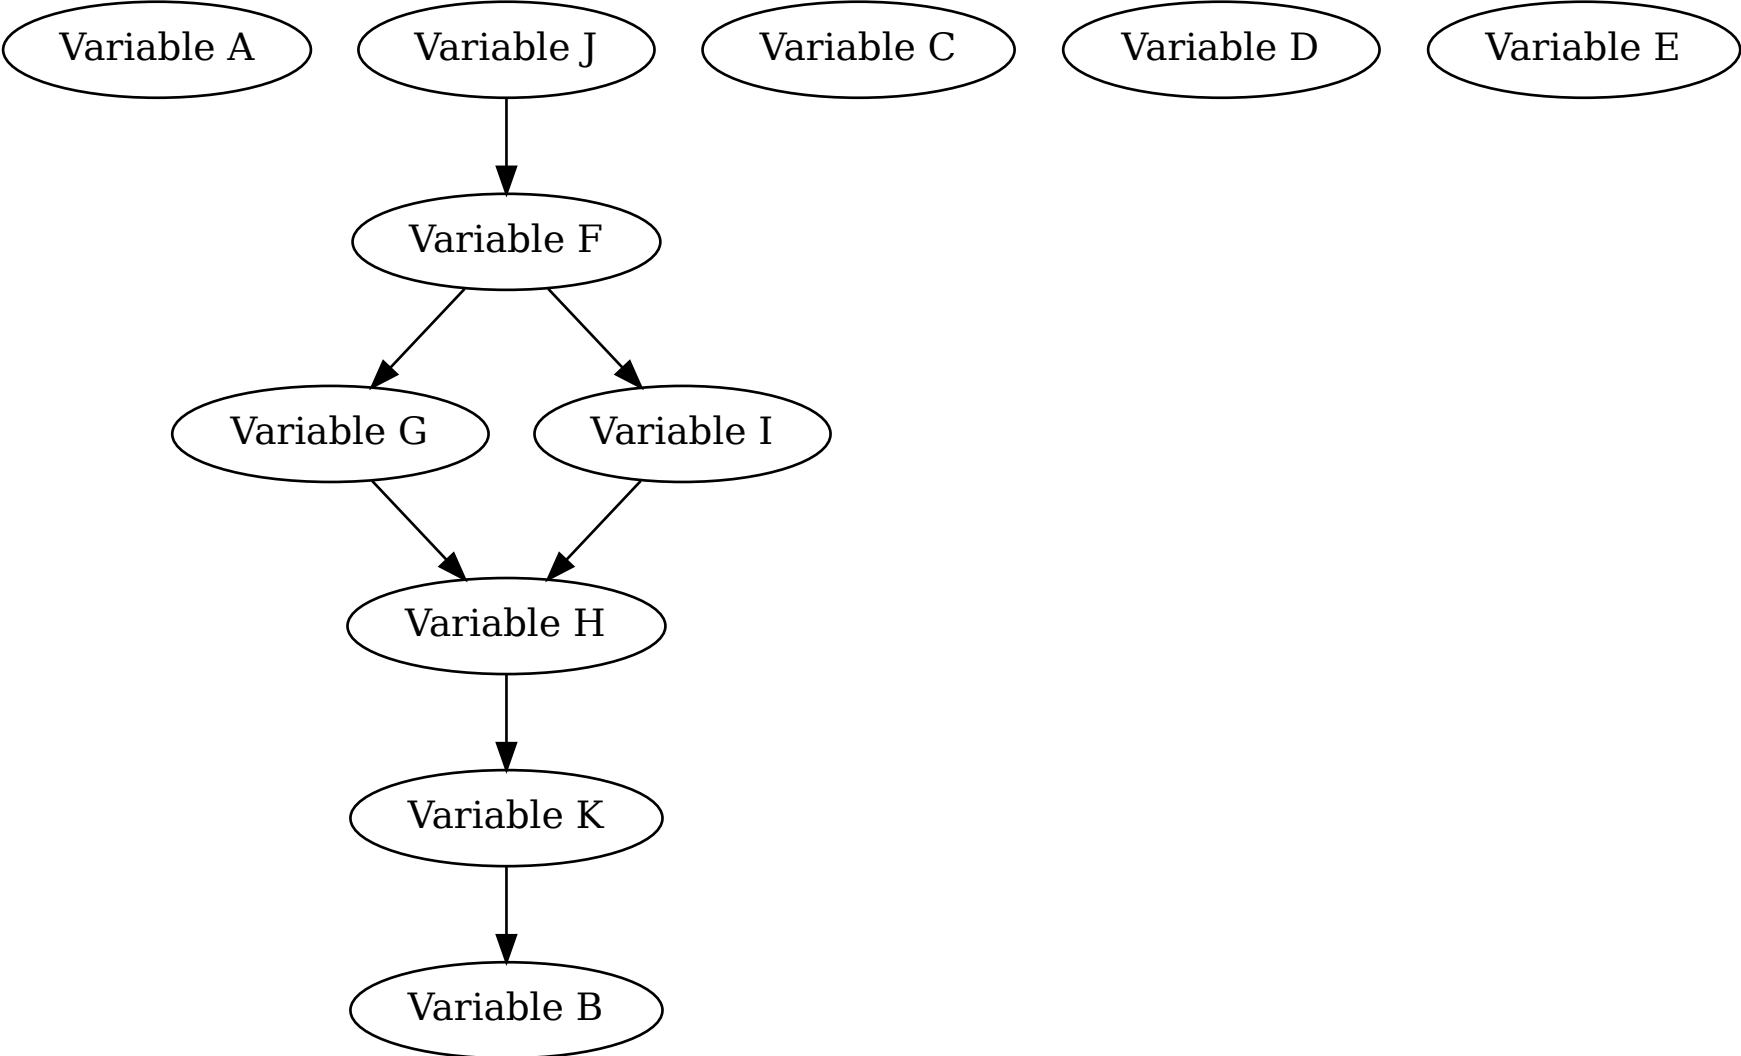 Variable A
Variable J
Variable C
Variable D
Variable E
Variable F
Variable G
Variable I
Variable H
Variable K
Variable B